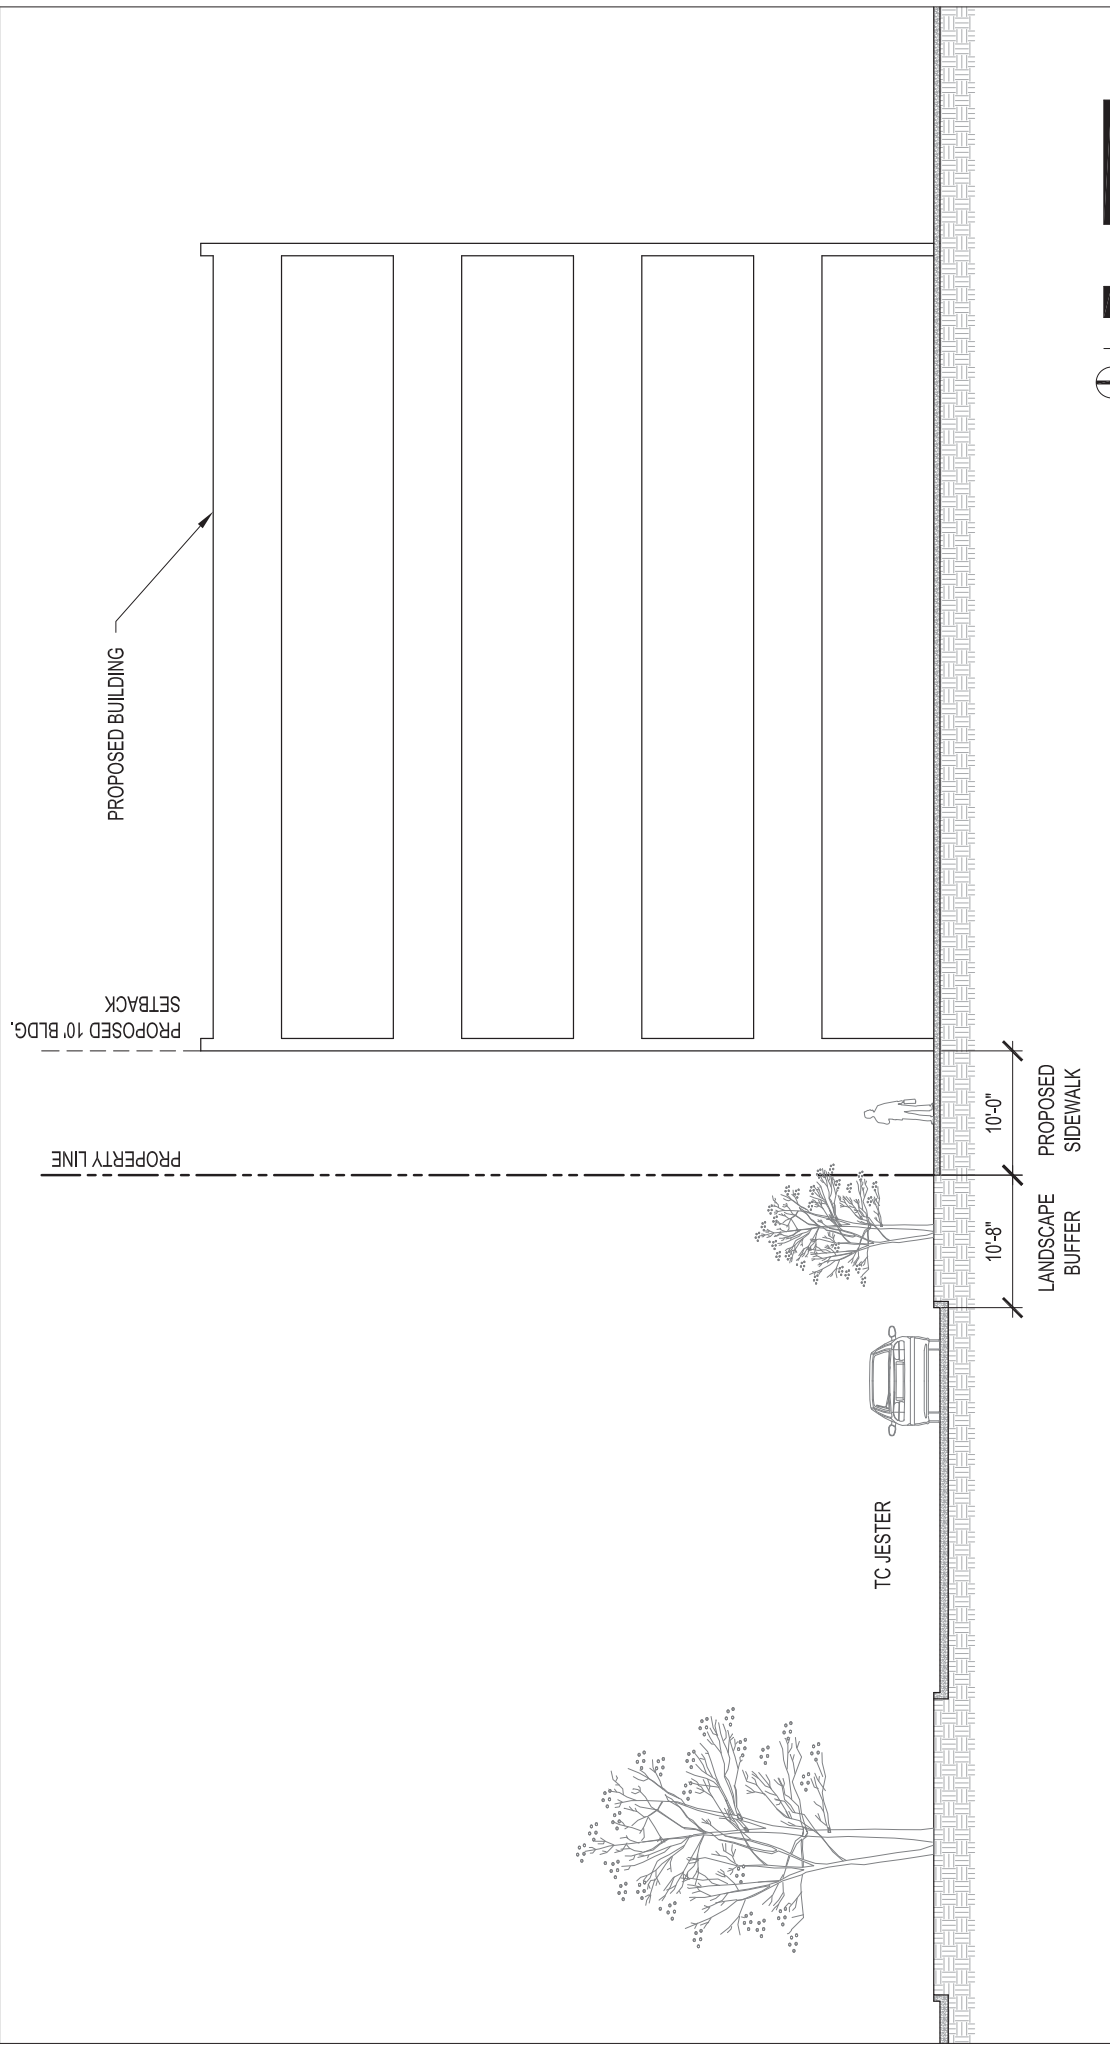 PROPOSED BUILDING
PROPOSED 10' BLDG.
SETBACK
PROPERTY LINE
TC JESTER
10'-8"
10'-0"
LANDSCAPE
BUFFER
PROPOSED
SIDEWALK